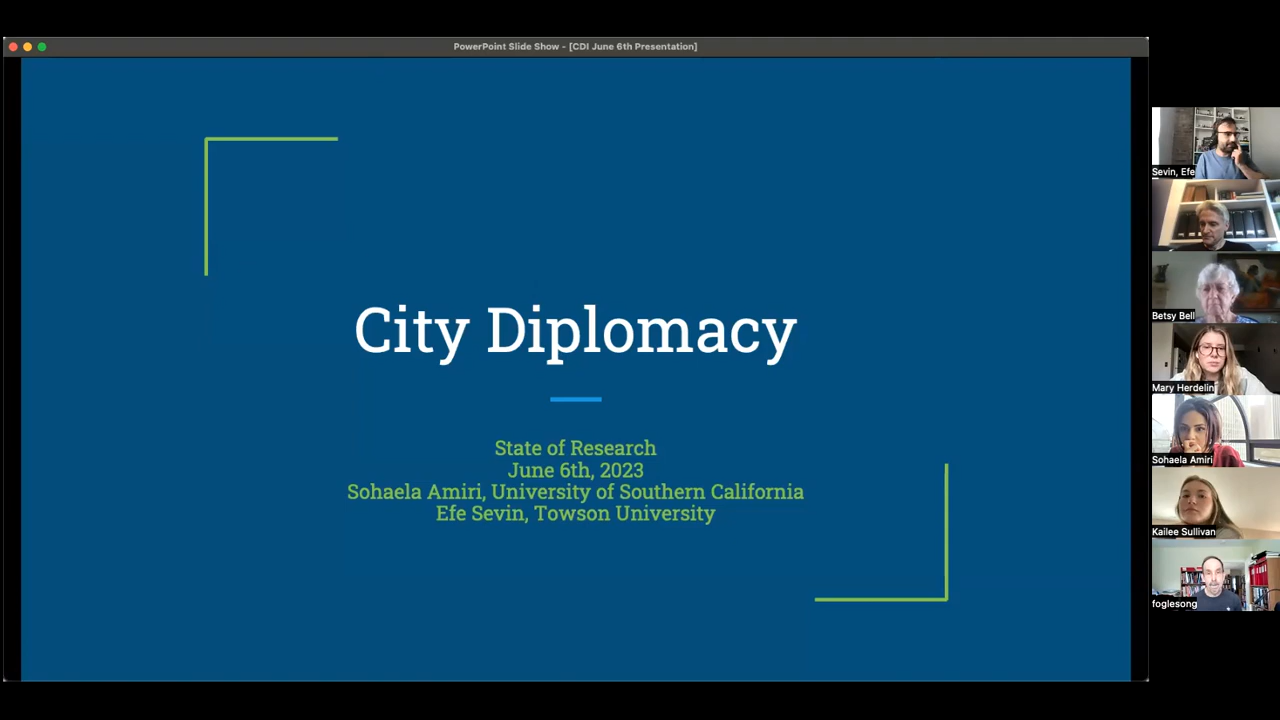 PowerPoint Slide Show - [CDI June 6th Presentation]
City Diplomacy
State of Research
June 6th, 2023
Sohaela Amiri, University of Southern California
Efe Sevin, Towson University
Sevin, Efe
Betsy Bell
Mary Herdelin
Sohaela Amiri
Kailee Sullivan
foglesong